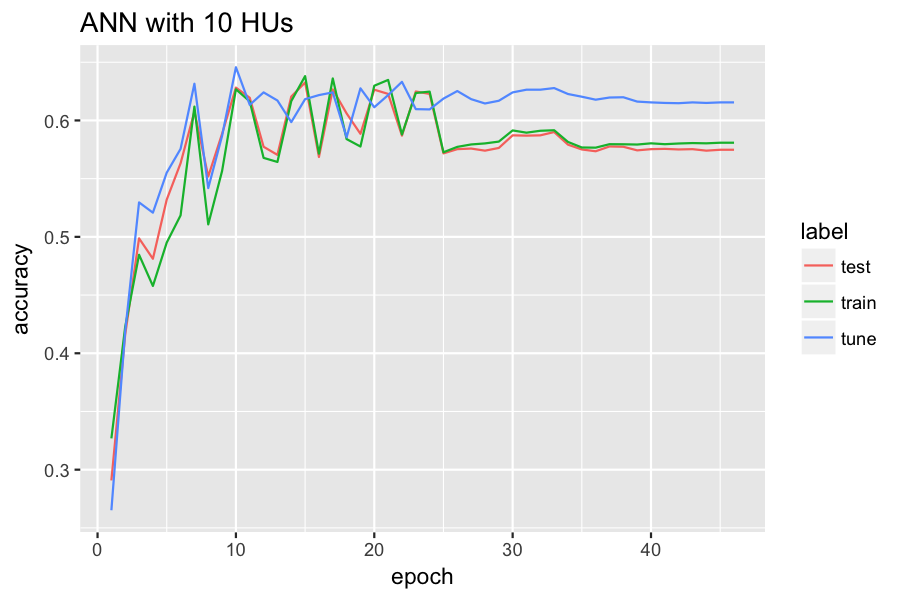 ANN with 10 HUs
accuracy
0.6
0.5
0.4
0.3
0 10 20 30 40
epoch
label
test
train
tune